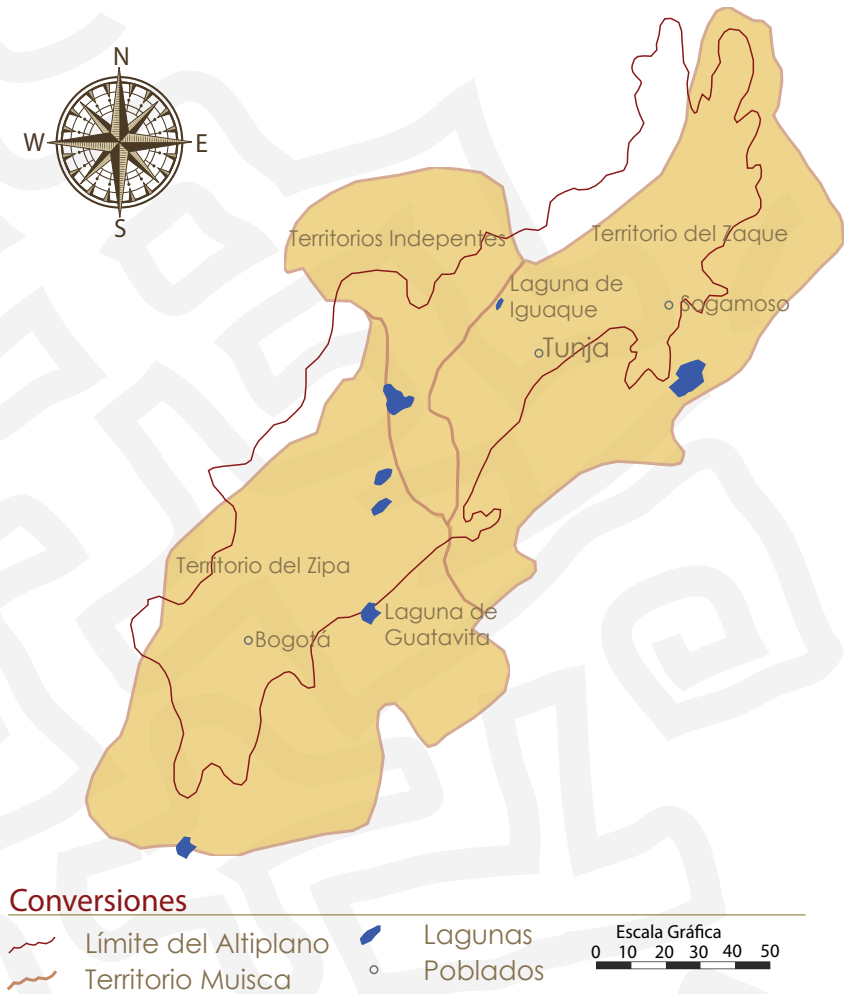 N
W
E
S
Territorios Indepentes
Territorio del Zaque
Laguna de
Iguaque
Sogamoso
Tunja
Territorio del Zipa
Laguna de
Guatavita
Bogotá
Conversiones
Límite del Altiplano
Lagunas
Territorio Muisca
Poblados
Escala Gráfica
0 10 20 30 40 50